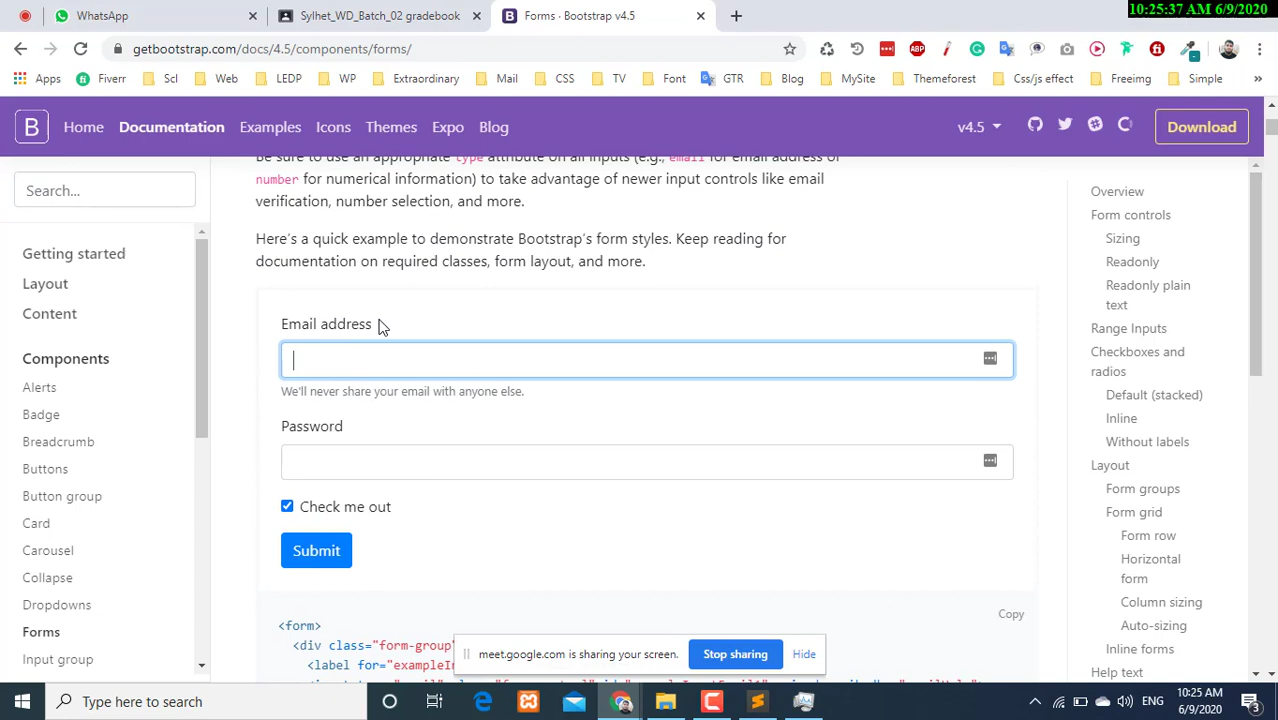 WhatsApp
Sylhet_WD_Batch_02 gradebook
Forms · Bootstrap v4.5
10:25:37 AM 6/9/2020
getbootstrap.com/docs/4.5/components/forms/
ABP
Apps
Fiverr
Scl
Web
LEDP
WP
Extraordinary
Mail
CSS
TV
Font
GTR
Blog
MySite
Themeforest
Css/js effect
Freeimg
Simple
B Home Documentation Examples Icons Themes Expo Blog v4.5 Download
Be sure to use an appropriate type attribute on all inputs (e.g., email for email address or
number for numerical information) to take advantage of newer input controls like email
verification, number selection, and more.
Here's a quick example to demonstrate Bootstrap's form styles. Keep reading for
documentation on required classes, form layout, and more.
Search...
Getting started
Layout
Content
Components
Alerts
Badge
Breadcrumb
Buttons
Button group
Card
Carousel
Collapse
Dropdowns
Forms
Input group
Email address
We'll never share your email with anyone else.
Password
Check me out
Submit
Copy
<form>
<div class="form-group"
<label for="exampleIn
Overview
Form controls
Sizing
Readonly
Readonly plain
text
Range Inputs
Checkboxes and
radios
Default (stacked)
Inline
Without labels
Layout
Form groups
Form grid
Form row
Horizontal
form
Column sizing
Auto-sizing
Inline forms
Help text
meet.google.com is sharing your screen. Stop sharing Hide
Type here to search
ENG
10:25 AM
6/9/2020
3